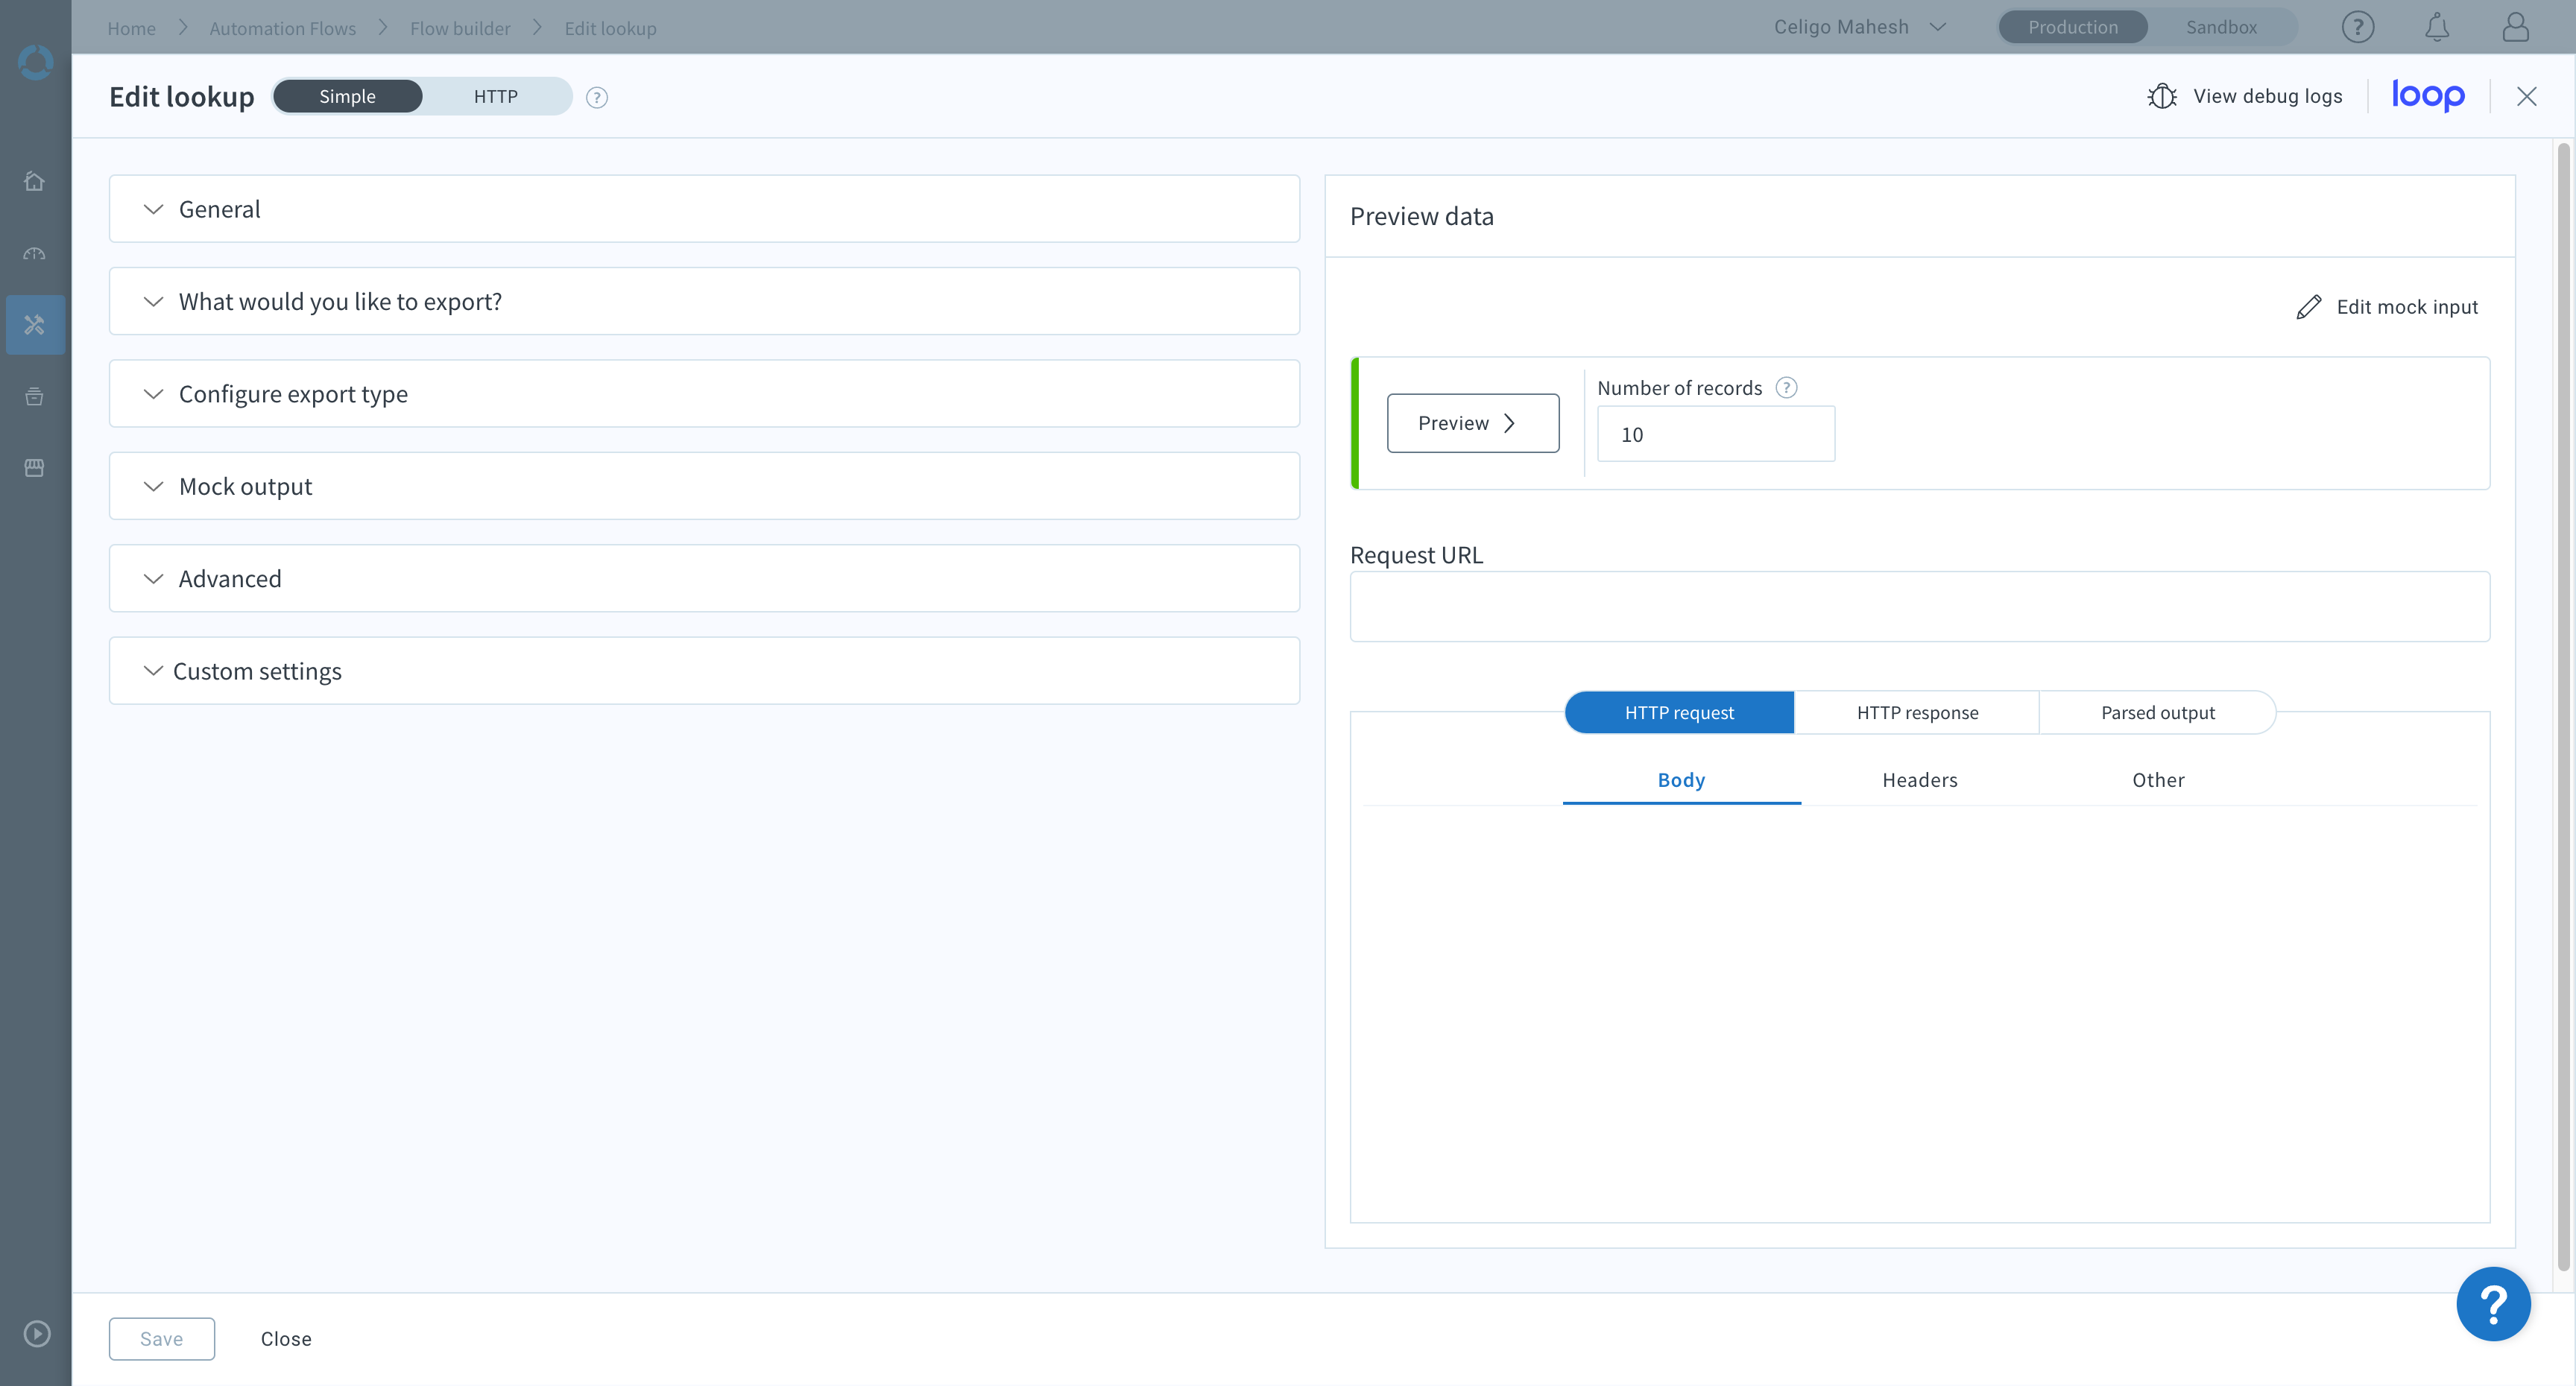 Home
Automation Flows
Flow builder
Edit lookup
Celigo Mahesh
Production
Sandbox
?
Edit lookup
Simple
HTTP
?
View debug logs
loop
General
What would you like to export?
Configure export type
Mock output
Advanced
Custom settings
Preview data
Edit mock input
Preview
Number of records ?
10
Request URL
HTTP request
HTTP response
Parsed output
Body
Headers
Other
?
Save
Close